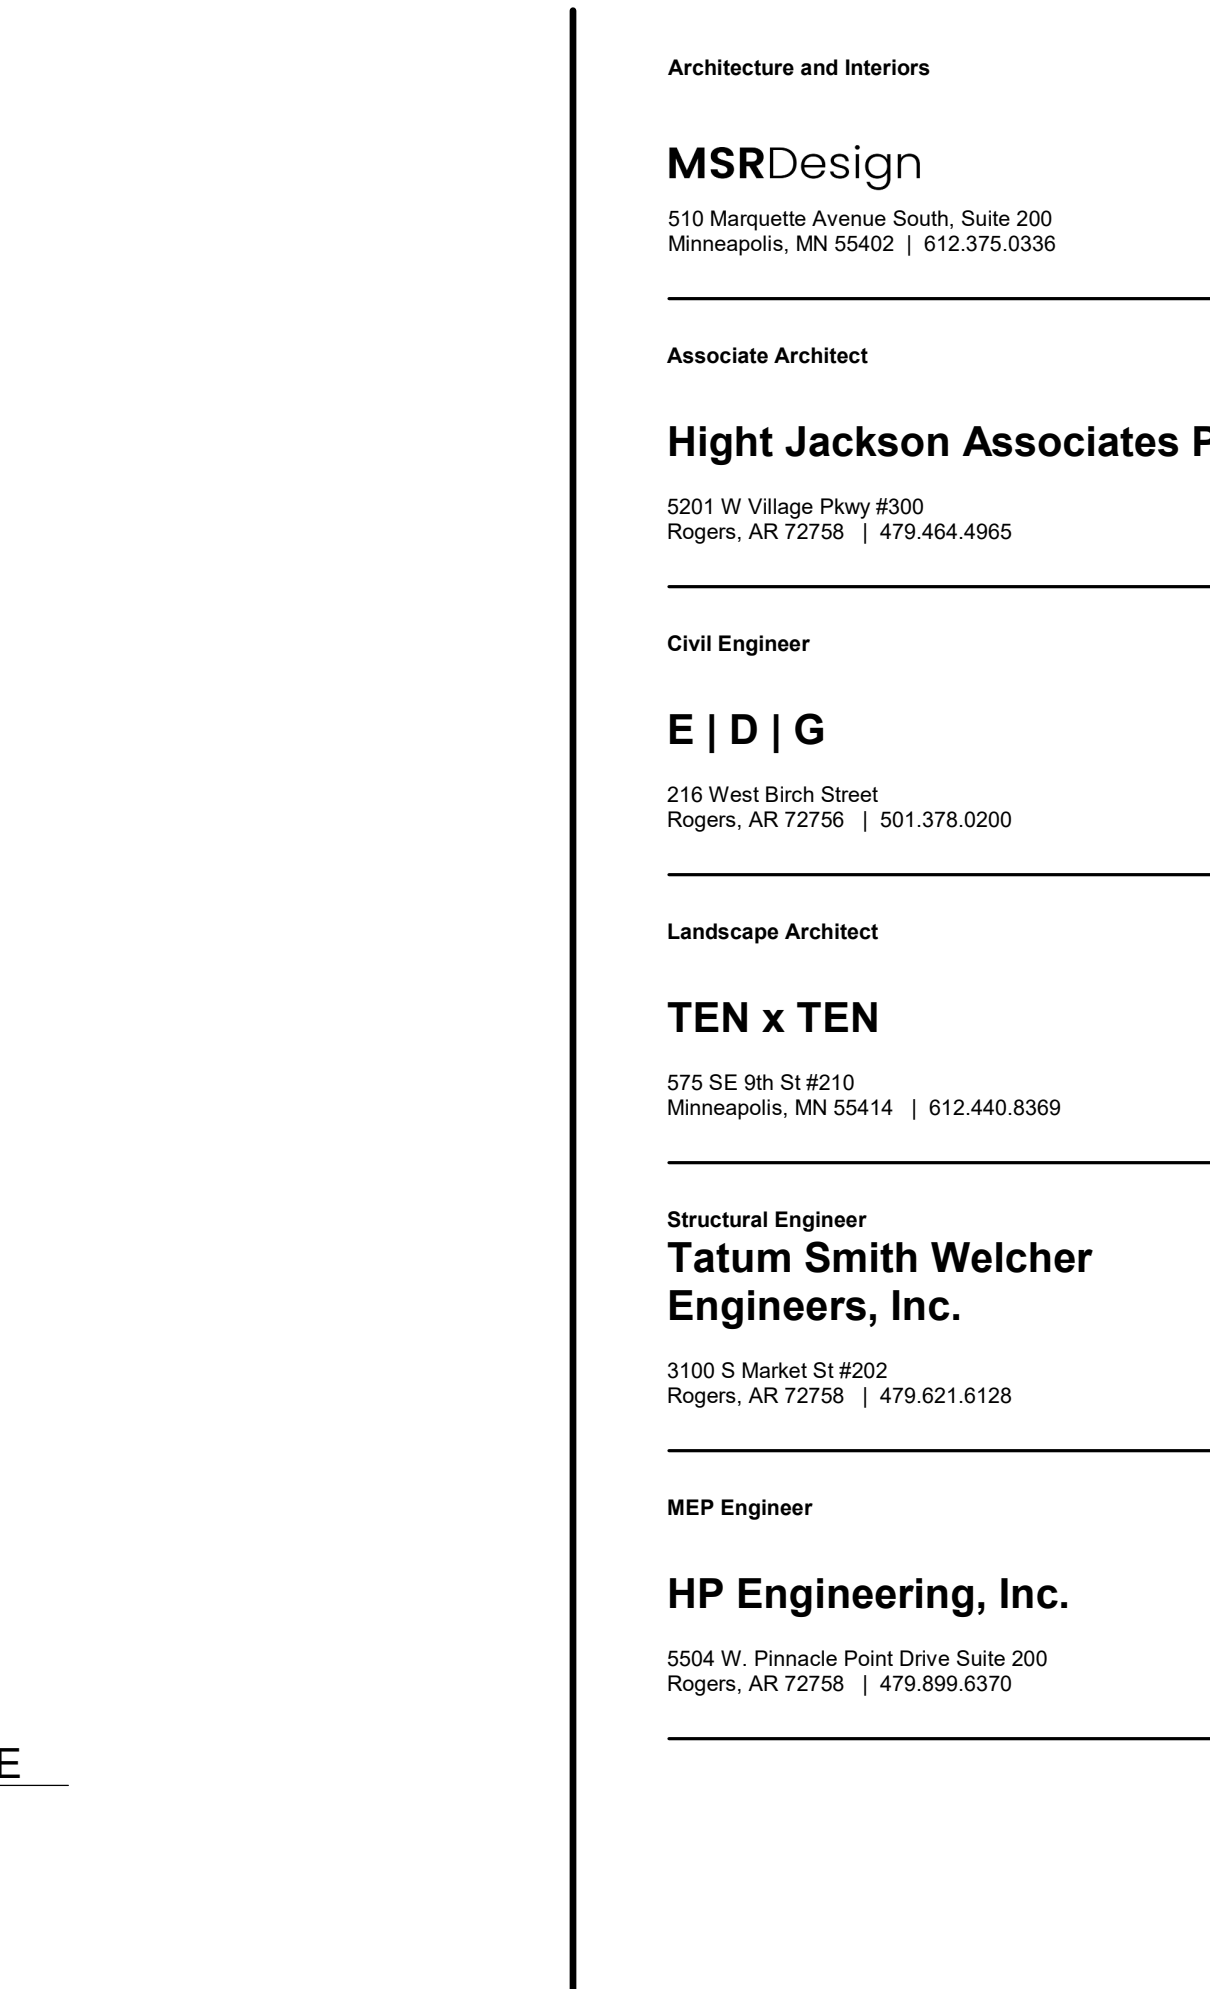 Architecture and Interiors
MSRDesign
510 Marquette Avenue South, Suite 200
Minneapolis, MN 55402 | 612.375.0336
Associate Architect
Hight Jackson Associates P
5201 W Village Pkwy #300
Rogers, AR 72758 | 479.464.4965
Civil Engineer
E | D | G
216 West Birch Street
Rogers, AR 72756 | 501.378.0200
Landscape Architect
TEN x TEN
575 SE 9th St #210
Minneapolis, MN 55414 | 612.440.8369
Structural Engineer
Tatum Smith Welcher
Engineers, Inc.
3100 S Market St #202
Rogers, AR 72758 | 479.621.6128
MEP Engineer
HP Engineering, Inc.
5504 W. Pinnacle Point Drive Suite 200
Rogers, AR 72758 | 479.899.6370
E